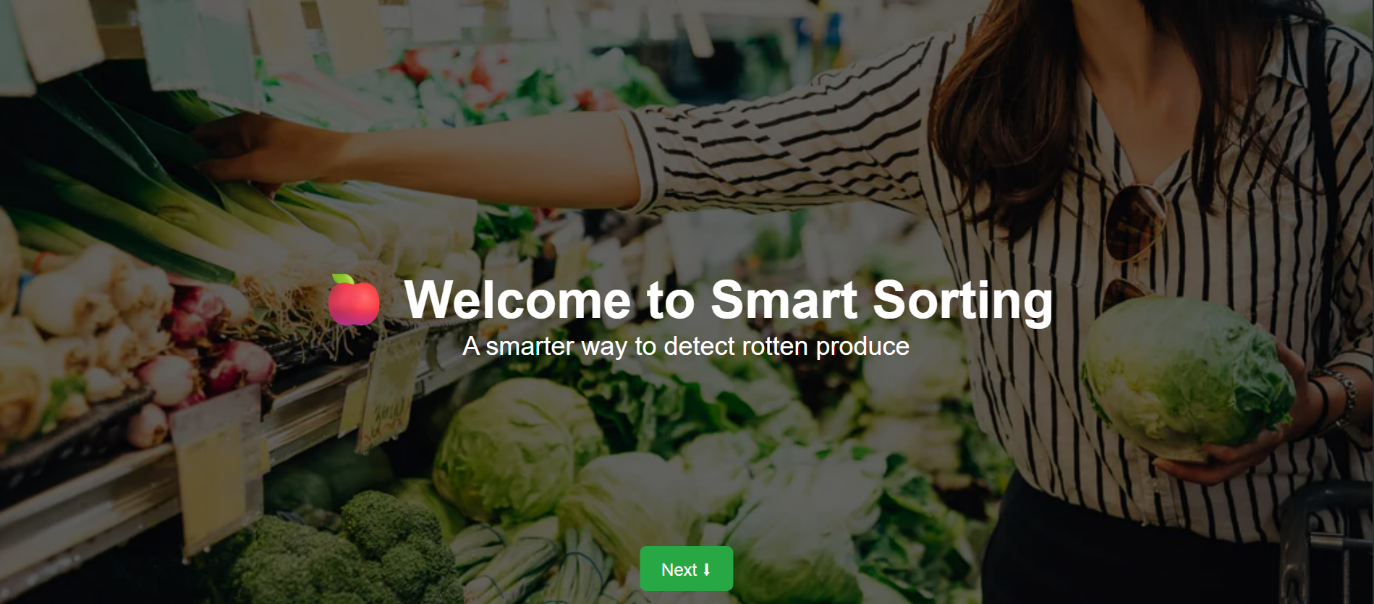 Welcome to Smart Sorting
A smarter way to detect rotten produce
Next ⬇